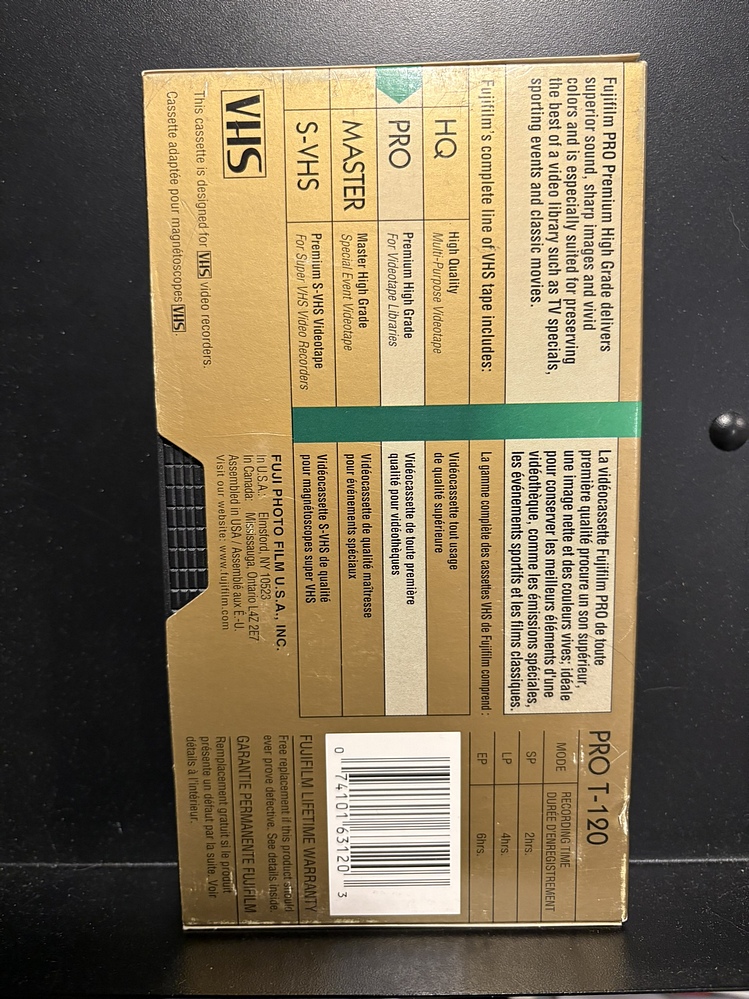 Fujifilm PRO Premium High Grade delivers
superior sound, sharp images and vivid
colors and is especially suited for preserving
the best of a video library such as TV specials,
sporting events and classic movies.
La vidéocassette Fujifilm PRO de toute
première qualité procure un son supérieur,
une image nette et des couleurs vives; idéale
pour conserver les meilleurs éléments d'une
vidéothèque, comme les émissions spéciales,
les événements sportifs et les films classiques.
Fujifilm's complete line of VHS tape includes:
La gamme complète des cassettes VHS de Fujifilm comprend:
HQ
High Quality
Multi-Purpose Videotape
Vidéocassette tout usage
de qualité supérieure
PRO
Premium High Grade
For Videotape Libraries
Vidéocassette de toute première
qualité pour vidéothèques
MASTER
Master High Grade
Special Event Videotape
Vidéocassette de qualité maîtresse
pour événements spéciaux
S-VHS
Premium S-VHS Videotape
For Super VHS Video Recorders
Vidéocassette S-VHS de qualité
pour magnétoscopes super VHS
PRO T-120
MODE
RECORDING TIME
DURÉE D'ENREGISTREMENT
SP 2hrs.
LP 4hrs.
EP 6hrs.
0 74101 63120 3
VHS
This cassette is designed for VHS video recorders.
Cassette adaptée pour magnétoscopes VHS.
FUJI PHOTO FILM U.S.A., INC.
In U.S.A.: Elmsford, NY 10523
In Canada: Mississauga, Ontario L4Z 2E7
Assembled in USA / Assemblé aux É.-U.
Visit our website: www.fujifilm.com
FUJIFILM LIFETIME WARRANTY
Free replacement if this product should
ever prove defective. See details inside.
GARANTIE PERMANENTE FUJIFILM
Remplacement gratuit si le produit
présente un défaut par la suite. Voir
détails à l'intérieur.